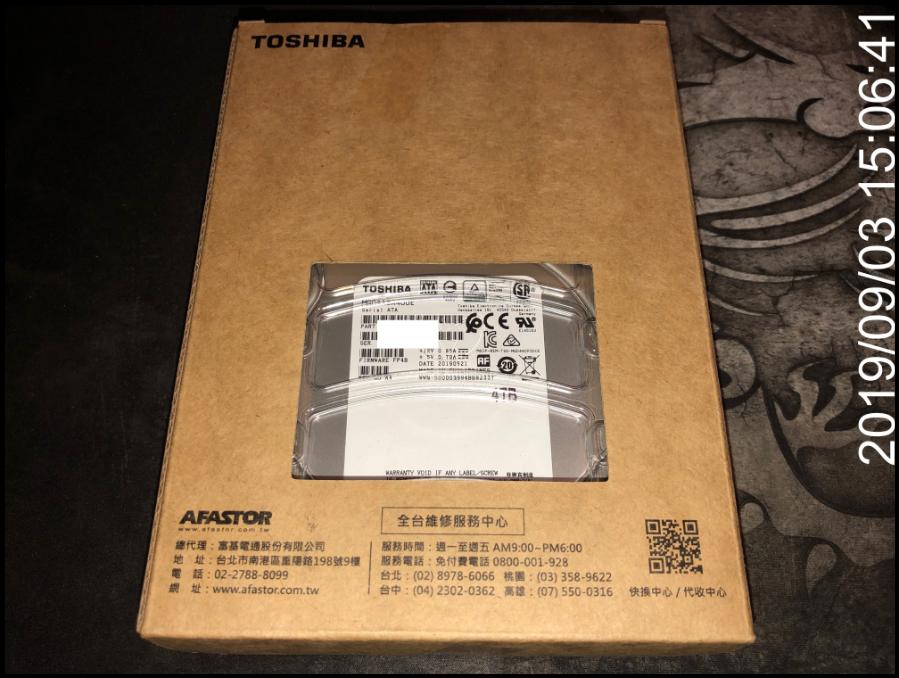 TOSHIBA
TOSHIBA
Serial ATA
PART
SER.
FIRMWARE FP4B
4TB
WARRANTY VOID IF ANY LABEL/SCREW
AFASTOR
www.afastor.com.tw
總代理：富基電通股份有限公司
地 址：台北市南港區重陽路198號9樓
電 話：02-2788-8099
網 址：www.afastor.com.tw
全台維修服務中心
服務時間：週一至週五 AM9:00~PM6:00
服務電話：免付費電話 0800-001-928
台北：(02) 8978-6066 桃園：(03) 358-9622
台中：(04) 2302-0362 高雄：(07) 550-0316
快換中心 / 代收中心
2019/09/03 15:06:41